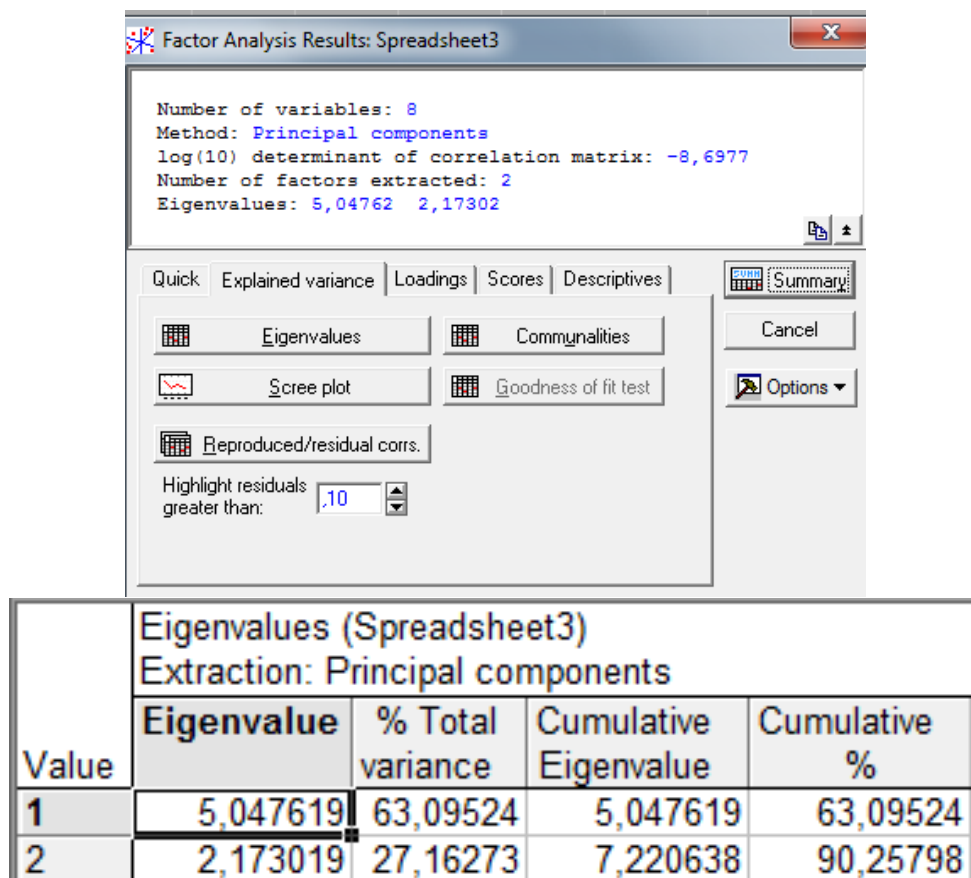 Factor Analysis Results: Spreadsheet3
Number of variables: 8
Method: Principal components
log(10) determinant of correlation matrix: -8,6977
Number of factors extracted: 2
Eigenvalues: 5,04762 2,17302
Quick Explained variance Loadings Scores Descriptives
Summary
Eigenvalues Communalities Cancel
Scree plot Goodness of fit test Options
Reproduced/residual corrs.
Highlight residuals
greater than: ,10
Eigenvalues (Spreadsheet3)
Extraction: Principal components
Eigenvalue % Total Cumulative Cumulative
Value variance Eigenvalue %
1 5,047619 63,09524 5,047619 63,09524
2 2,173019 27,16273 7,220638 90,25798